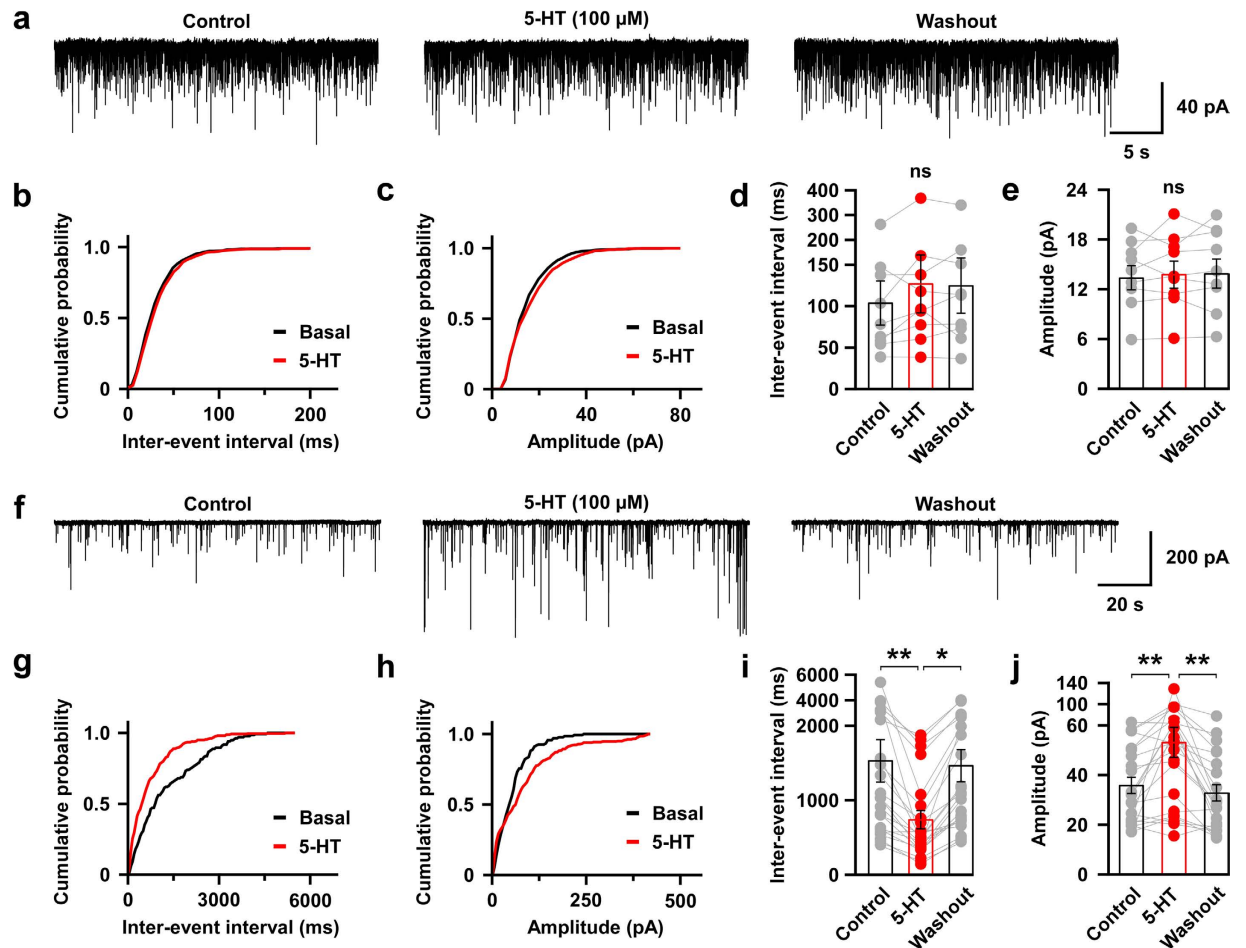 a
Control
5-HT (100 µM)
Washout
40 pA
5 s
b
Cumulative probability
1.0
0.5
0
0
100
200
Inter-event interval (ms)
Basal
5-HT
c
Cumulative probability
1.0
0.5
0
0
40
80
Amplitude (pA)
Basal
5-HT
d
ns
Inter-event interval (ms)
400
300
200
150
100
50
0
Control
5-HT
Washout
e
ns
Amplitude (pA)
24
18
12
6
0
Control
5-HT
Washout
f
Control
5-HT (100 µM)
Washout
200 pA
20 s
g
Cumulative probability
1.0
0.5
0
0
3000
6000
Inter-event interval (ms)
Basal
5-HT
h
Cumulative probability
1.0
0.5
0
0
250
500
Amplitude (pA)
Basal
5-HT
i
** *
Inter-event interval (ms)
6000
4000
2000
1000
0
Control
5-HT
Washout
j
** **
Amplitude (pA)
140
100
60
40
20
0
Control
5-HT
Washout